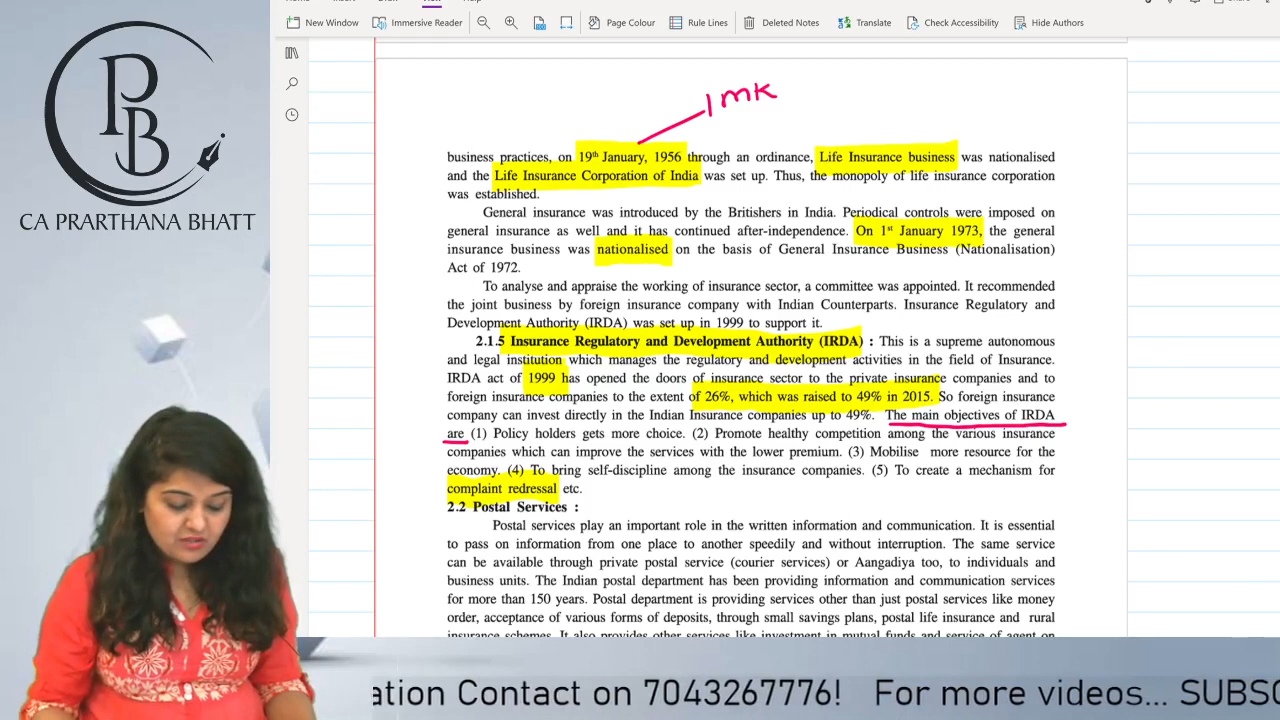 New Window Immersive Reader Page Colour Rule Lines Deleted Notes Translate Check Accessibility Hide Authors
PB
CA PRARTHANA BHATT
1 MK
business practices, on 19th January, 1956 through an ordinance, Life Insurance business was nationalised
and the Life Insurance Corporation of India was set up. Thus, the monopoly of life insurance corporation
was established.
General insurance was introduced by the Britishers in India. Periodical controls were imposed on
general insurance as well and it has continued after-independence. On 1st January 1973, the general
insurance business was nationalised on the basis of General Insurance Business (Nationalisation)
Act of 1972.
To analyse and appraise the working of insurance sector, a committee was appointed. It recommended
the joint business by foreign insurance company with Indian Counterparts. Insurance Regulatory and
Development Authority (IRDA) was set up in 1999 to support it.
2.1.5 Insurance Regulatory and Development Authority (IRDA) : This is a supreme autonomous
and legal institution which manages the regulatory and development activities in the field of Insurance.
IRDA act of 1999 has opened the doors of insurance sector to the private insurance companies and to
foreign insurance companies to the extent of 26%, which was raised to 49% in 2015. So foreign insurance
company can invest directly in the Indian Insurance companies up to 49%. The main objectives of IRDA
are (1) Policy holders gets more choice. (2) Promote healthy competition among the various insurance
companies which can improve the services with the lower premium. (3) Mobilise more resource for the
economy. (4) To bring self-discipline among the insurance companies. (5) To create a mechanism for
complaint redressal etc.
2.2 Postal Services :
Postal services play an important role in the written information and communication. It is essential
to pass on information from one place to another speedily and without interruption. The same service
can be available through private postal service (courier services) or Aangadiya too, to individuals and
business units. The Indian postal department has been providing information and communication services
for more than 150 years. Postal department is providing services other than just postal services like money
order, acceptance of various forms of deposits, through small savings plans, postal life insurance and rural
insurance schemes. It also provides other services like investment in mutual funds and service of agent on
ation Contact on 7043267776! For more videos... SUBSC